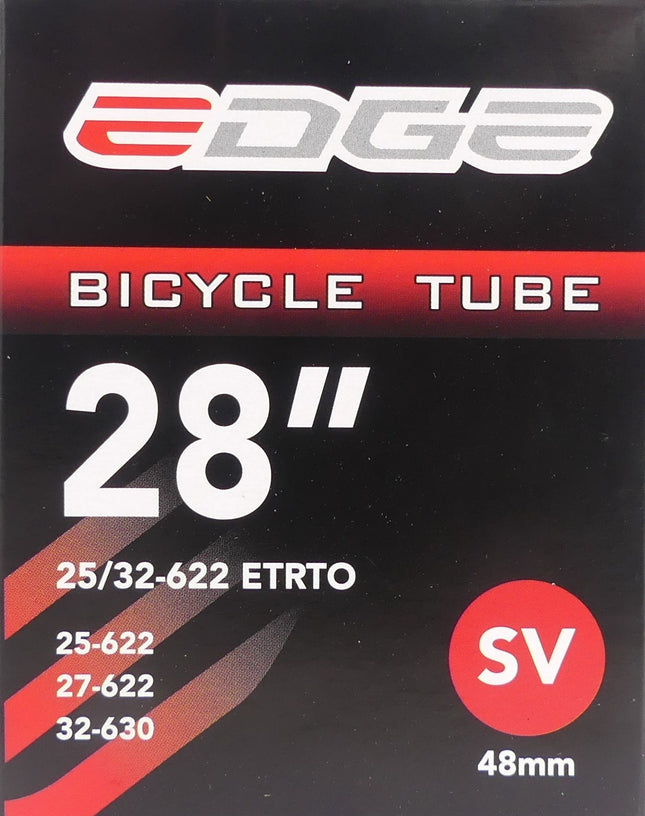 EDGE
BICYCLE TUBE
28"
25/32-622 ETRTO
25-622
27-622
32-630
SV
48mm